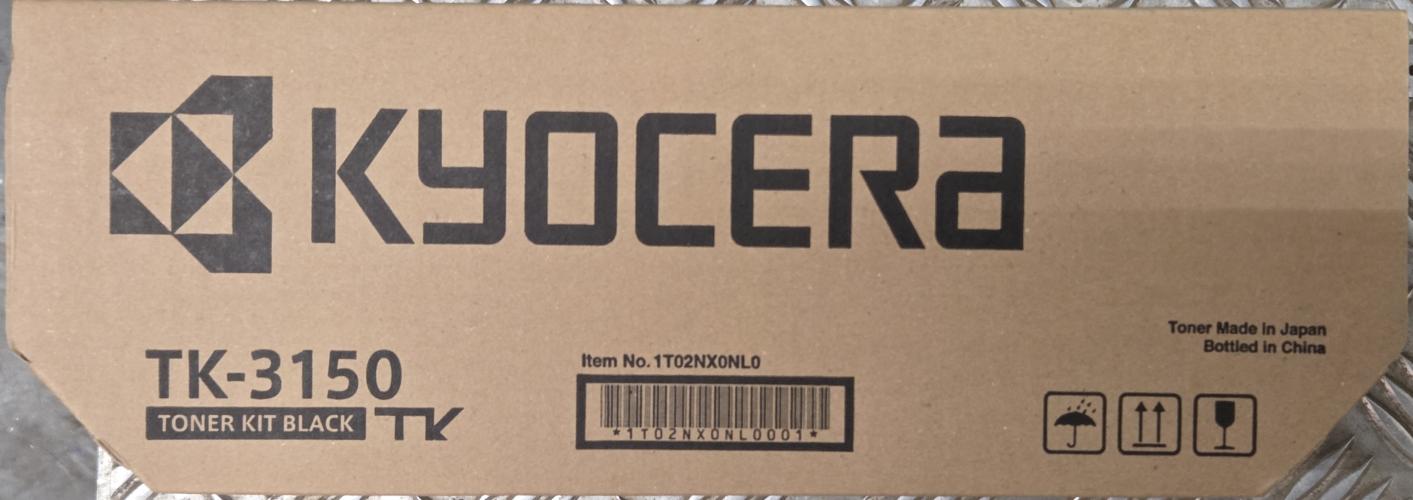 KYOCERA
TK-3150
TONER KIT BLACK TK
Item No. 1T02NX0NL0
*1T02NX0NL0001*
Toner Made in Japan
Bottled in China